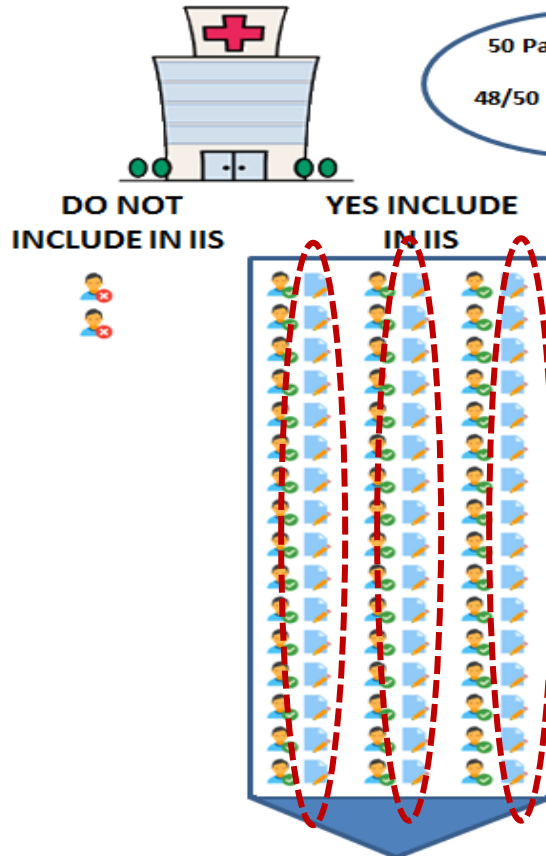 50 Pa
48/50
DO NOT
INCLUDE IN IIS
YES INCLUDE
IN IIS